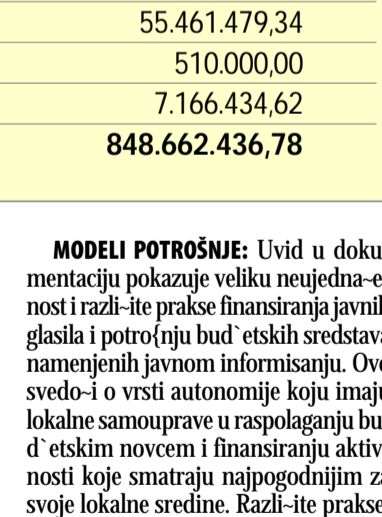 55.461.479,34
510.000,00
7.166.434,62
848.662.436,78
MODELI POTROŠNJE: Uvid u doku
mentaciju pokazuje veliku neujedna~e
nost i razli~ite prakse finansiranja javnih
glasila i potro{nju bud`etskih sredstava
namenjenih javnom informisanju. Ovo
svedo~i o vrsti autonomije koju imaju
lokalne samouprave u raspolaganju bu
d`etskim novcem i finansiranju aktiv
nosti koje smatraju najpogodnijim za
svoje lokalne sredine. Razli~ite prakse